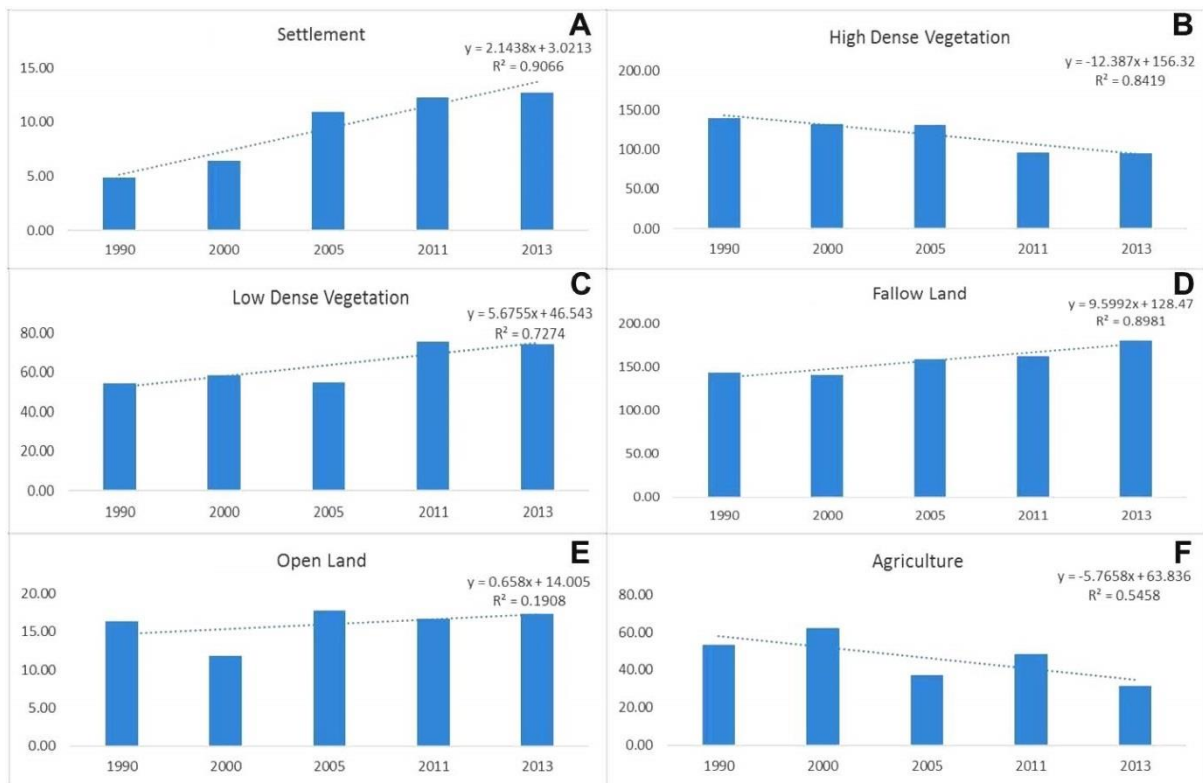 A
Settlement
y = 2.1438x + 3.0213
R² = 0.9066
15.00
10.00
5.00
0.00
1990 2000 2005 2011 2013
B
High Dense Vegetation
y = -12.387x + 156.32
R² = 0.8419
200.00
150.00
100.00
50.00
0.00
1990 2000 2005 2011 2013
C
Low Dense Vegetation
y = 5.6755x + 46.543
R² = 0.7274
80.00
60.00
40.00
20.00
0.00
1990 2000 2005 2011 2013
D
Fallow Land
y = 9.5992x + 128.47
R² = 0.8981
200.00
150.00
100.00
50.00
0.00
1990 2000 2005 2011 2013
E
Open Land
y = 0.658x + 14.005
R² = 0.1908
20.00
15.00
10.00
5.00
0.00
1990 2000 2005 2011 2013
F
Agriculture
y = -5.7658x + 63.836
R² = 0.5458
80.00
60.00
40.00
20.00
0.00
1990 2000 2005 2011 2013